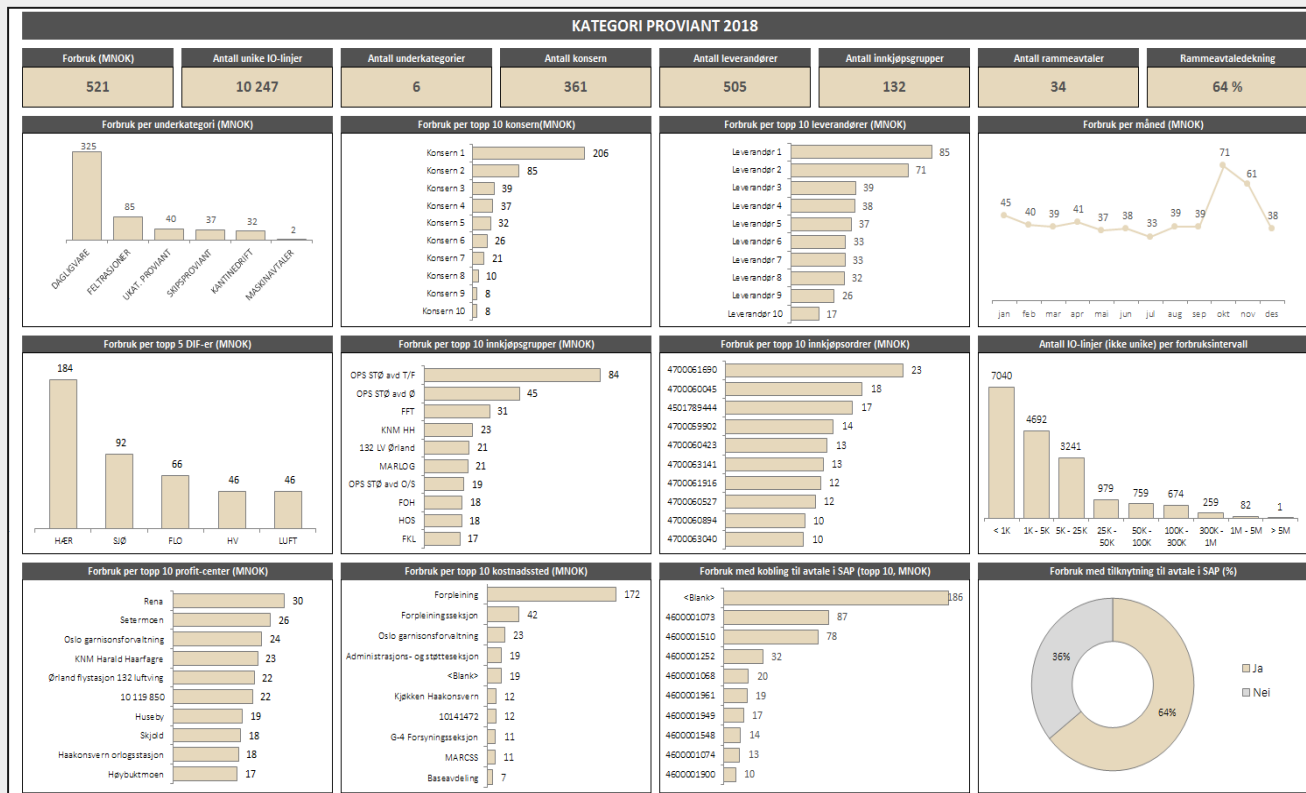 KATEGORI PROVIANT 2018
Forbruk (MNOK)
521
Antall unike IO-linjer
10 247
Antall underkategorier
6
Antall konsern
361
Antall leverandører
505
Antall innkjøpsgrupper
132
Antall rammeavtaler
34
Rammeavtaledekning
64 %
Forbruk per underkategori (MNOK)
325
85
40
37
32
2
DAGLIGVARE
FELTRASJONER
UKAT. PROVIANT
SKIPSPROVIANT
KANTINEDRIFT
MASKINAVTALER
Forbruk per topp 10 konsern(MNOK)
Konsern 1 206
Konsern 2 85
Konsern 3 39
Konsern 4 37
Konsern 5 32
Konsern 6 26
Konsern 7 21
Konsern 8 10
Konsern 9 8
Konsern 10 8
Forbruk per topp 10 leverandører (MNOK)
Leverandør 1 85
Leverandør 2 71
Leverandør 3 39
Leverandør 4 38
Leverandør 5 37
Leverandør 6 33
Leverandør 7 33
Leverandør 8 32
Leverandør 9 26
Leverandør 10 17
Forbruk per måned (MNOK)
45 40 39 41 37 38 33 39 39 71 61 38
jan feb mar apr mai jun jul aug sep okt nov des
Forbruk per topp 5 DIF-er (MNOK)
184 92 66 46 46
HÆR SJØ FLO HV LUFT
Forbruk per topp 10 innkjøpsgrupper (MNOK)
OPS STØ avd T/F 84
OPS STØ avd Ø 45
FFT 31
KNM HH 23
132 LV Ørland 21
MARLOG 21
OPS STØ avd O/S 19
FOH 18
HOS 18
FKL 17
Forbruk per topp 10 innkjøpsordrer (MNOK)
4700061690 23
4700060045 18
4501789444 17
4700059902 14
4700060423 13
4700063141 13
4700061916 12
4700060527 12
4700060894 10
4700063040 10
Antall IO-linjer (ikke unike) per forbruksintervall
7040 4692 3241 979 759 674 259 82 1
< 1K 1K - 5K 5K - 25K 25K - 50K 50K - 100K 100K - 300K 300K - 1M 1M - 5M > 5M
Forbruk per topp 10 profit-center (MNOK)
Rena 30
Setermoen 26
Oslo garnisonsforvaltning 24
KNM Harald Haarfagre 23
Ørland flystasjon 132 luftving 22
10 119 850 22
Huseby 19
Skjold 18
Haakonsvern orlogsstasjon 18
Høybuktmoen 17
Forbruk per topp 10 kostnadssted (MNOK)
Forpleining 172
Forpleiningsseksjon 42
Oslo garnisonsforvaltning 23
Administrasjons- og støtteseksjon 19
<Blank> 19
Kjøkken Haakonsvern 12
10141472 12
G-4 Forsyningsseksjon 11
MARCSS 11
Baseavdeling 7
Forbruk med kobling til avtale i SAP (topp 10, MNOK)
<Blank> 186
4600001073 87
4600001510 78
4600001252 32
4600001068 20
4600001961 19
4600001949 17
4600001548 14
4600001074 13
4600001900 10
Forbruk med tilknytning til avtale i SAP (%)
36%
64%
Ja
Nei